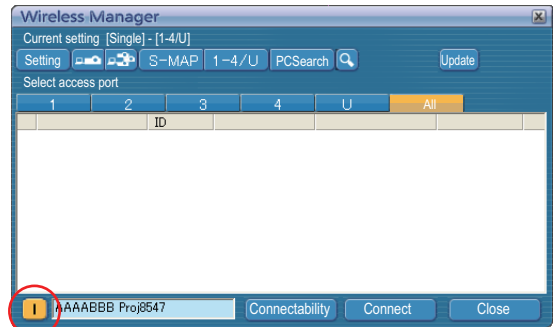 Wireless Manager
Current setting [Single] - [1-4/U]
Setting S-MAP 1-4/U PCSearch Update
Select access port
1 2 3 4 U All
ID
I AAAABBB Proj8547 Connectability Connect Close